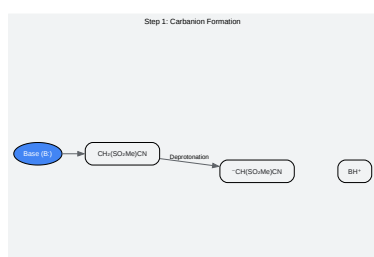 Step 1: Carbanion Formation
Base (B:)
CH₂(SO₂Me)CN
Deprotonation
⁻CH(SO₂Me)CN
BH⁺